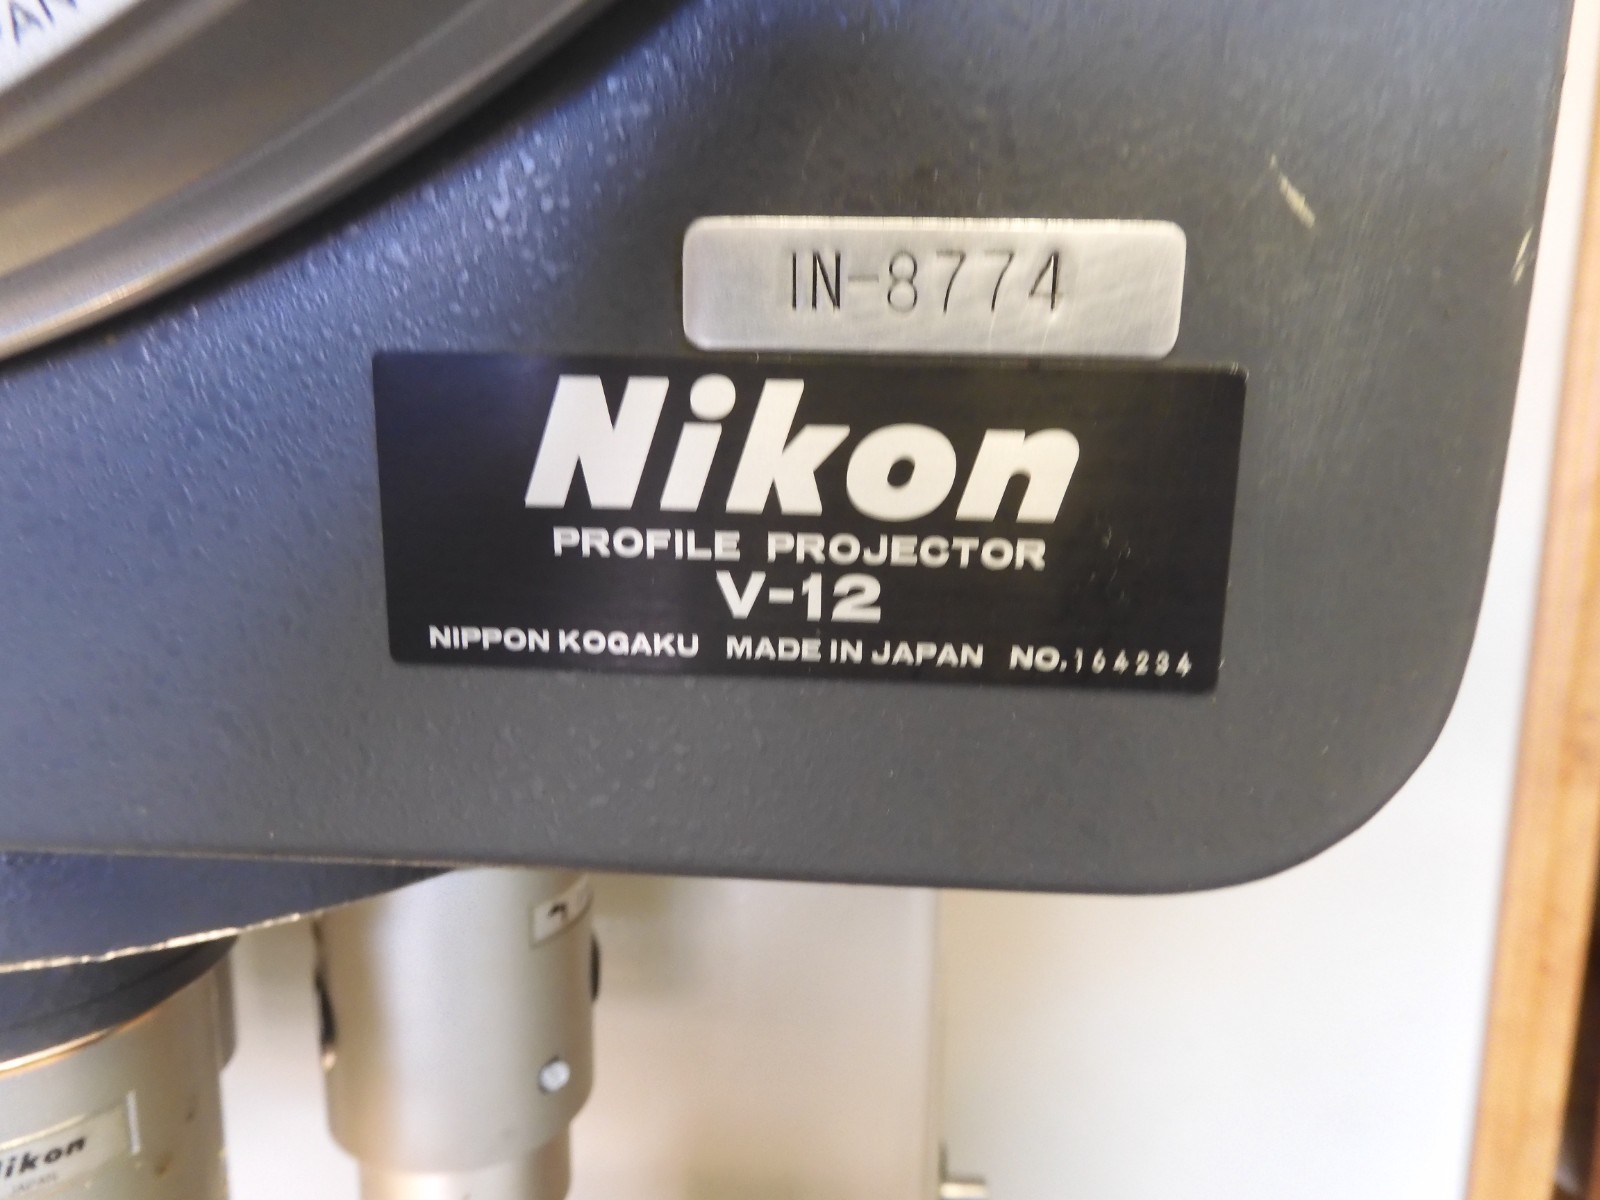 IN-8774
Nikon
PROFILE PROJECTOR
V-12
NIPPON KOGAKU MADE IN JAPAN NO.164234
Nikon